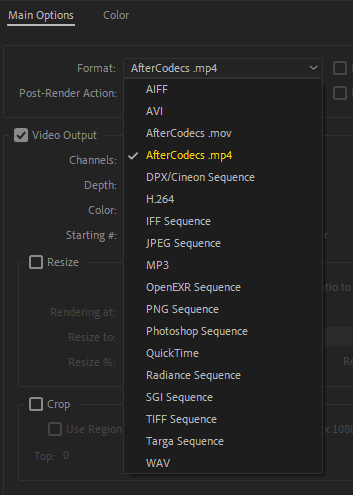 Main Options Color
Format: AfterCodecs .mp4
AIFF
Post-Render Action:
AVI
AfterCodecs .mov
Video Output
AfterCodecs .mp4
Channels:
DPX/Cineon Sequence
Depth:
H.264
Color:
IFF Sequence
Starting #:
JPEG Sequence
MP3
Resize
OpenEXR Sequence
Rendering at:
PNG Sequence
Resize to:
Photoshop Sequence
QuickTime
Resize %:
Radiance Sequence
SGI Sequence
Crop
TIFF Sequence
Use Region
Targa Sequence
x 1080
Top: 0
WAV